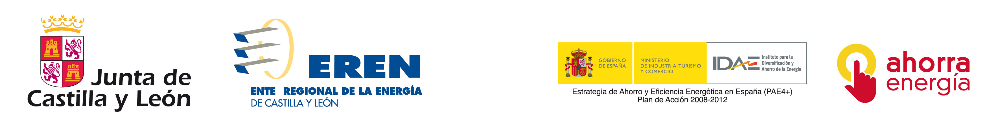 Junta de
Castilla y León
EREN
ENTE REGIONAL DE LA ENERGÍA
DE CASTILLA Y LEÓN
GOBIERNO
DE ESPAÑA
MINISTERIO
DE INDUSTRIA, TURISMO
Y COMERCIO
IDAE
Instituto para la
Diversificación y
Ahorro de la Energía
Estrategia de Ahorro y Eficiencia Energética en España (PAE4+)
Plan de Acción 2008-2012
ahorra
energía